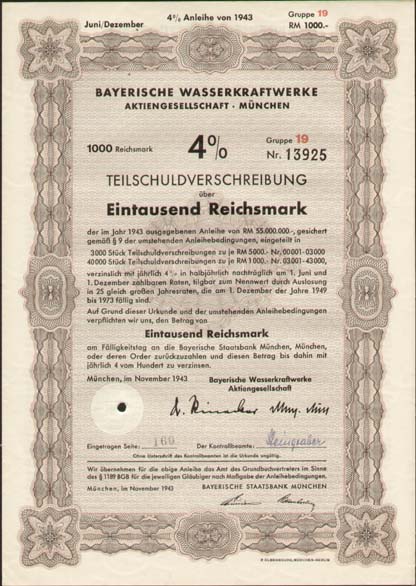 Juni/Dezember
4% Anleihe von 1943
Gruppe 19
RM 1000.-
BAYERISCHE WASSERKRAFTWERKE
AKTIENGESELLSCHAFT · MÜNCHEN
1000 Reichsmark
4%
Gruppe 19
Nr. 13925
TEILSCHULDVERSCHREIBUNG
über
Eintausend Reichsmark
der im Jahr 1943 ausgegebenen Anleihe von RM 55.000.000.-, gesichert
gemäß § 9 der umstehenden Anleihebedingungen, eingeteilt in
3000 Stück Teilschuldverschreibungen zu je RM 5000.- Nr. 00001-03000
40000 Stück Teilschuldverschreibungen zu je RM 1000.- Nr. 03001-43000,
verzinslich mit jährlich 4% in halbjährlich nachträglich am 1. Juni und
1. Dezember zahlbaren Raten, tilgbar zum Nennwert durch Auslosung
in 25 gleich großen Jahresraten, die am 1. Dezember der Jahre 1949
bis 1973 fällig sind.
Auf Grund dieser Urkunde und der umstehenden Anleihebedingungen
verpflichten wir uns, den Betrag von
Eintausend Reichsmark
am Fälligkeitstag an die Bayerische Staatsbank München, München,
oder deren Order zurückzuzahlen und diesen Betrag bis dahin mit
jährlich 4 vom Hundert zu verzinsen.
München, im November 1943
Bayerische Wasserkraftwerke
Aktiengesellschaft
Eingetragen Seite: 160
Der Kontrollbeamte: Steingraber
Ohne Unterschrift des Kontrollbeamten ist die Urkunde ungültig.
Wir übernehmen für die obige Anleihe das Amt des Grundbuchvertreters im Sinne
des § 1189 BGB für die jeweiligen Gläubiger nach Maßgabe der Anleihebedingungen.
München, im November 1943
BAYERISCHE STAATSBANK MÜNCHEN